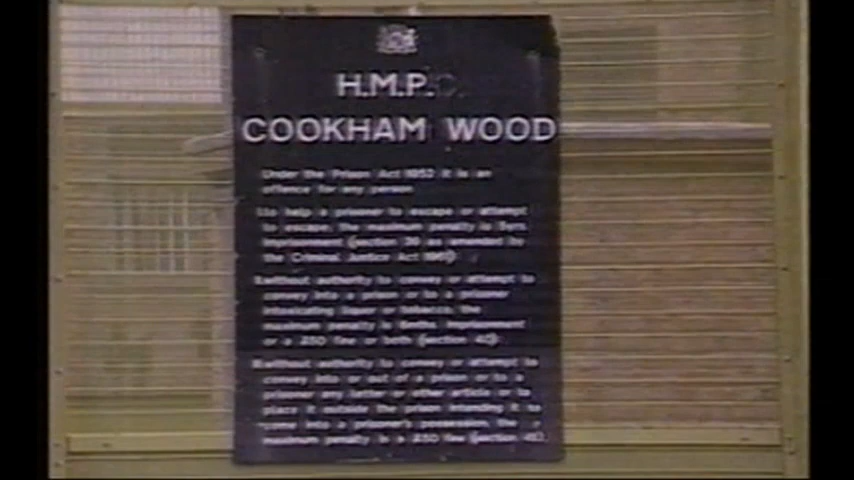 H.M.P.
COOKHAM WOOD
Under the Prison Act 1952 it is an
offence for any person
to help a prisoner to escape or attempt
to escape. The maximum penalty is 5yrs.
imprisonment (section 39 as amended by
the Criminal Justice Act 1961).
without authority to convey or attempt to
convey into a prison or to a prisoner
intoxicating liquor or tobacco, the
maximum penalty is 6mths. imprisonment
or a £50 fine or both (section 40).
without authority to convey or attempt to
convey into or out of a prison or to a
prisoner any letter or other article or to
place it outside the prison intending it to
come into a prisoner's possession, the
maximum penalty is a £50 fine (section 41).